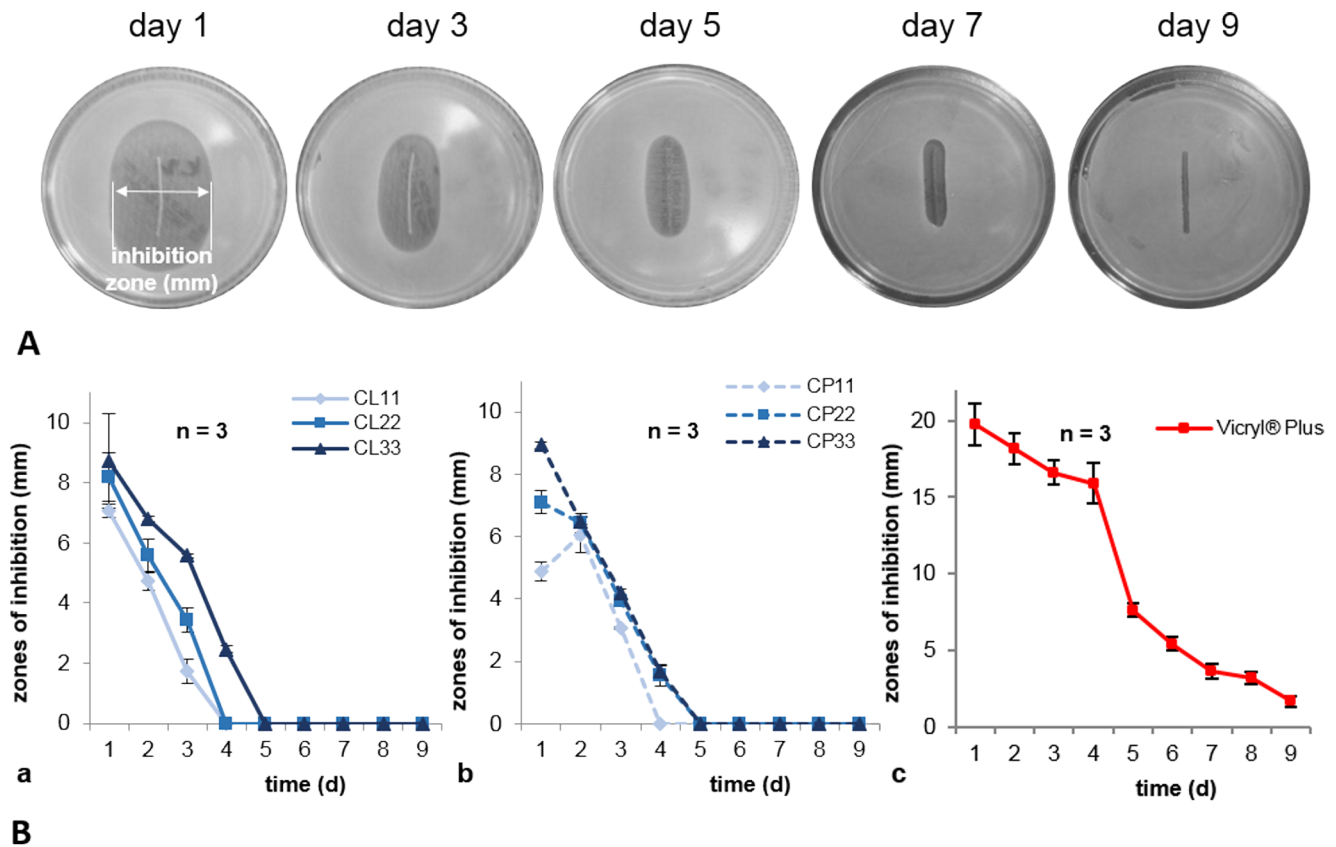 day 1 day 3 day 5 day 7 day 9
inhibition
zone (mm)
A
zones of inhibition (mm)
10
8
6
4
2
0
n = 3
CL11
CL22
CL33
1 2 3 4 5 6 7 8 9
time (d)
a
zones of inhibition (mm)
10
8
6
4
2
0
n = 3
CP11
CP22
CP33
1 2 3 4 5 6 7 8 9
time (d)
b
zones of inhibition (mm)
20
15
10
5
0
n = 3
Vicryl® Plus
1 2 3 4 5 6 7 8 9
time (d)
c
B